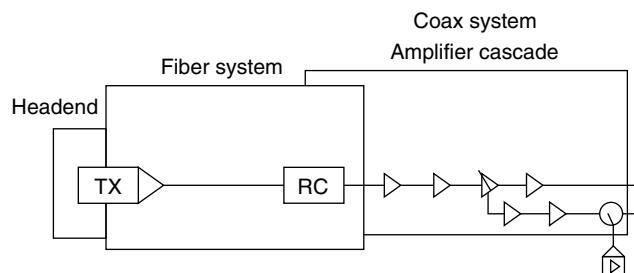 Coax system
Amplifier cascade
Fiber system
Headend
TX
RC